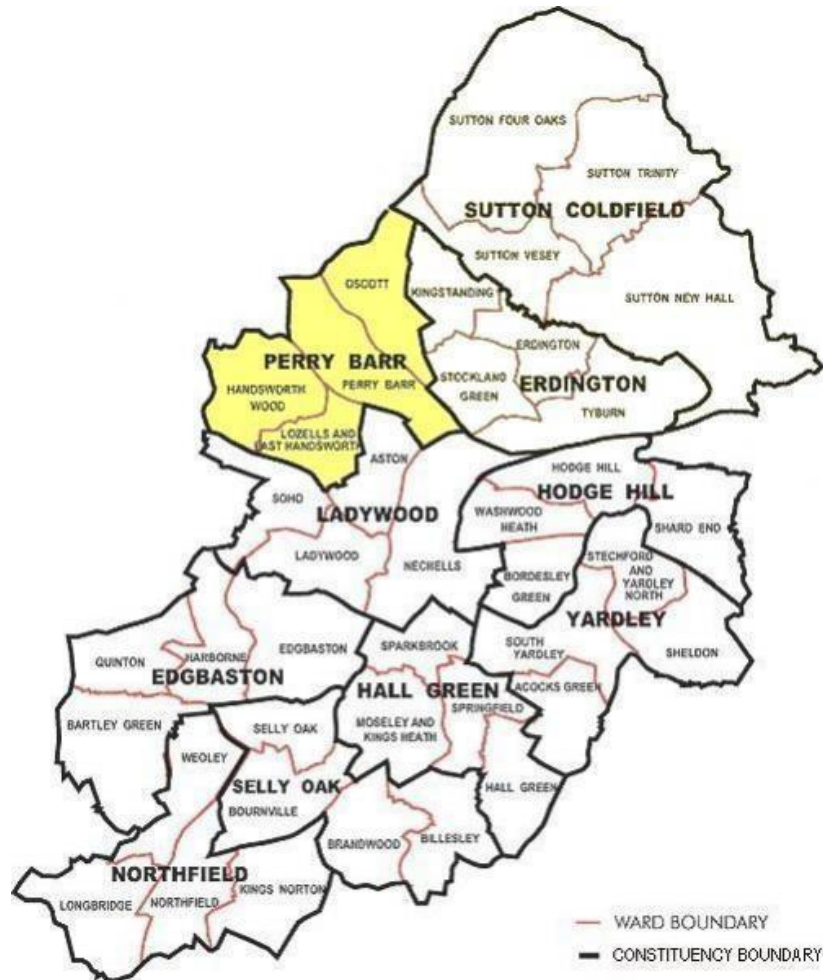 SUTTON FOUR OAKS
SUTTON TRINITY
SUTTON COLDFIELD
SUTTON VESEY
OSCOTT
KINGSTANDING
SUTTON NEW HALL
ERDINGTON
PERRY BARR
HANDSWORTH
WOOD
PERRY BARR
STOCKLAND
GREEN
ERDINGTON
TYBURN
LOZELLS AND
EAST HANDSWORTH
ASTON
HODGE HILL
HODGE HILL
SOHO
LADYWOOD
WASHWOOD
HEATH
SHARD END
LADYWOOD
NECHELLS
BORDESLEY
GREEN
STECHFORD
AND
YARDLEY
NORTH
YARDLEY
EDGBASTON
SPARKBROOK
SOUTH
YARDLEY
SHELDON
QUINTON
HARBORNE
EDGBASTON
HALL GREEN
ACOCKS GREEN
SPRINGFIELD
BARTLEY GREEN
SELLY OAK
MOSELEY AND
KINGS HEATH
WEOLEY
SELLY OAK
HALL GREEN
BOURNVILLE
BRANDWOOD
BILLESLEY
NORTHFIELD
KINGS NORTON
LONGBRIDGE
NORTHFIELD
WARD BOUNDARY
CONSTITUENCY BOUNDARY